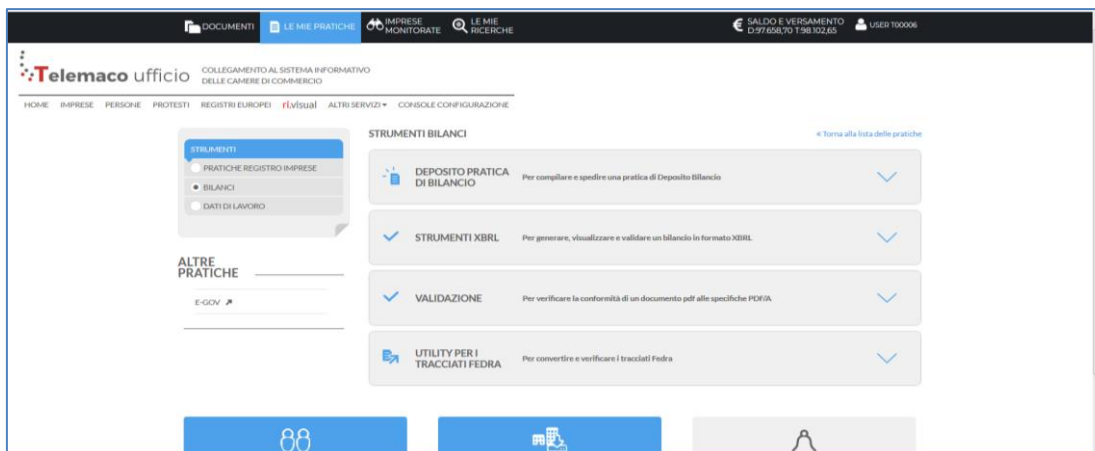 DOCUMENTI
LE MIE PRATICHE
IMPRESE
MONITORATE
LE MIE
RICERCHE
€ SALDO E VERSAMENTO
D:97.658,70 T:98.102,65
USER T00006
Telemaco ufficio
COLLEGAMENTO AL SISTEMA INFORMATIVO
DELLE CAMERE DI COMMERCIO
HOME IMPRESE PERSONE PROTESTI REGISTRI EUROPEI ri.visual ALTRI SERVIZI CONSOLE CONFIGURAZIONE
STRUMENTI
PRATICHE REGISTRO IMPRESE
BILANCI
DATI DI LAVORO
ALTRE
PRATICHE
E-GOV
STRUMENTI BILANCI
« Torna alla lista delle pratiche
DEPOSITO PRATICA
DI BILANCIO
Per compilare e spedire una pratica di Deposito Bilancio
STRUMENTI XBRL
Per generare, visualizzare e validare un bilancio in formato XBRL
VALIDAZIONE
Per verificare la conformità di un documento pdf alle specifiche PDF/A
UTILITY PER I
TRACCIATI FEDRA
Per convertire e verificare i tracciati Fedra